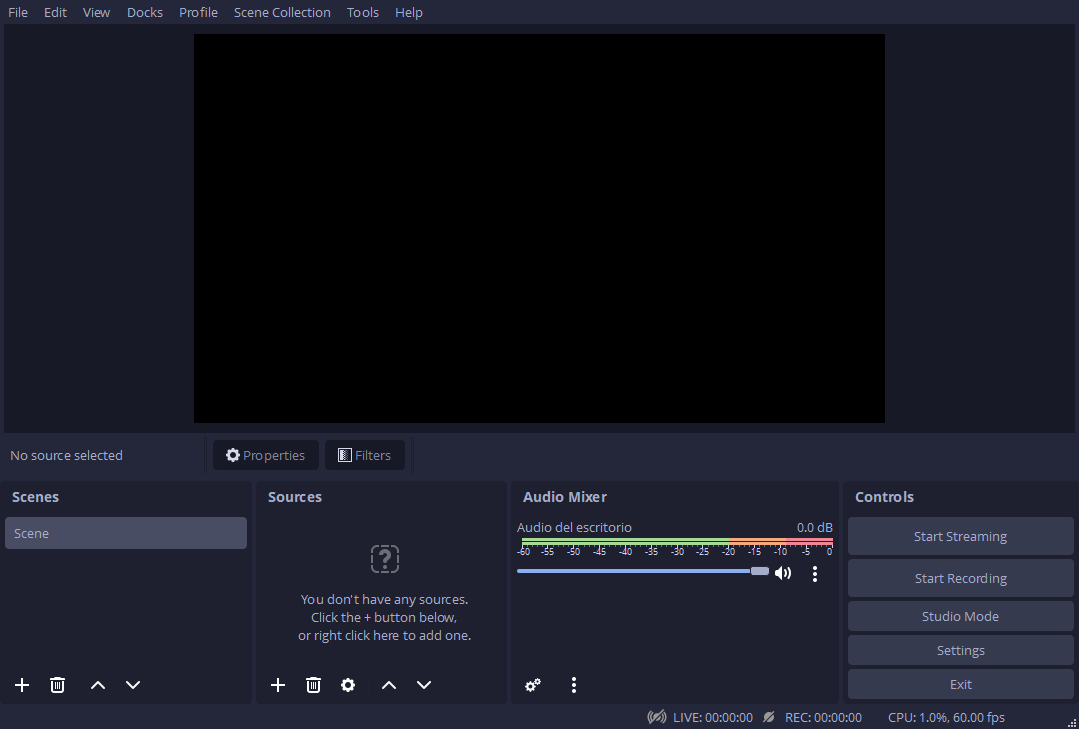 File Edit View Docks Profile Scene Collection Tools Help
No source selected
Properties
Filters
Scenes
Scene
Sources
?
You don't have any sources.
Click the + button below,
or right click here to add one.
Audio Mixer
Audio del escritorio 0.0 dB
-60 -55 -50 -45 -40 -35 -30 -25 -20 -15 -10 -5 0
Controls
Start Streaming
Start Recording
Studio Mode
Settings
Exit
LIVE: 00:00:00 REC: 00:00:00 CPU: 1.0%, 60.00 fps